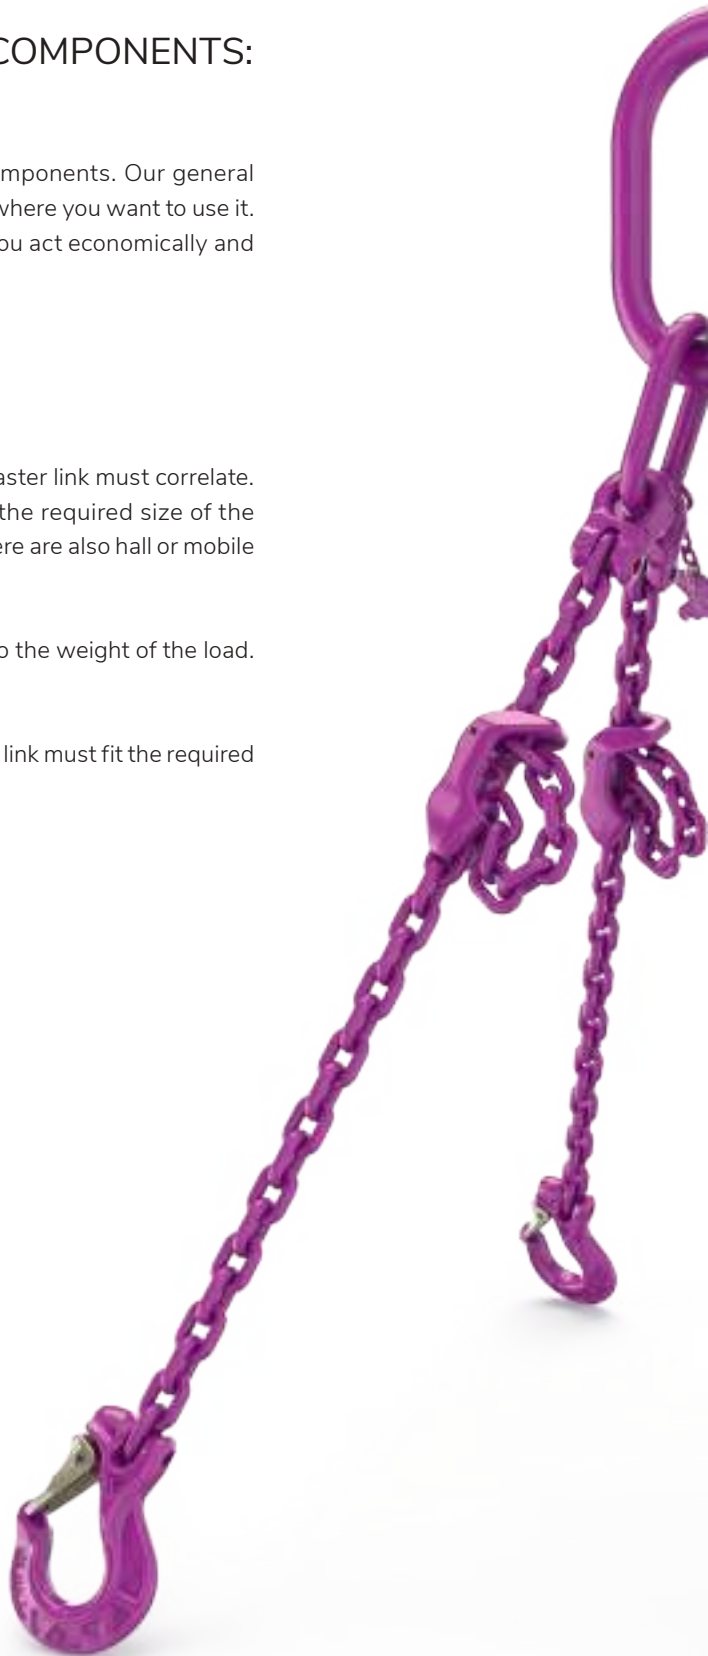 COMPONENTS:
mponents. Our general
where you want to use it.
ou act economically and
aster link must correlate.
the required size of the
ere are also hall or mobile
o the weight of the load.
link must fit the required